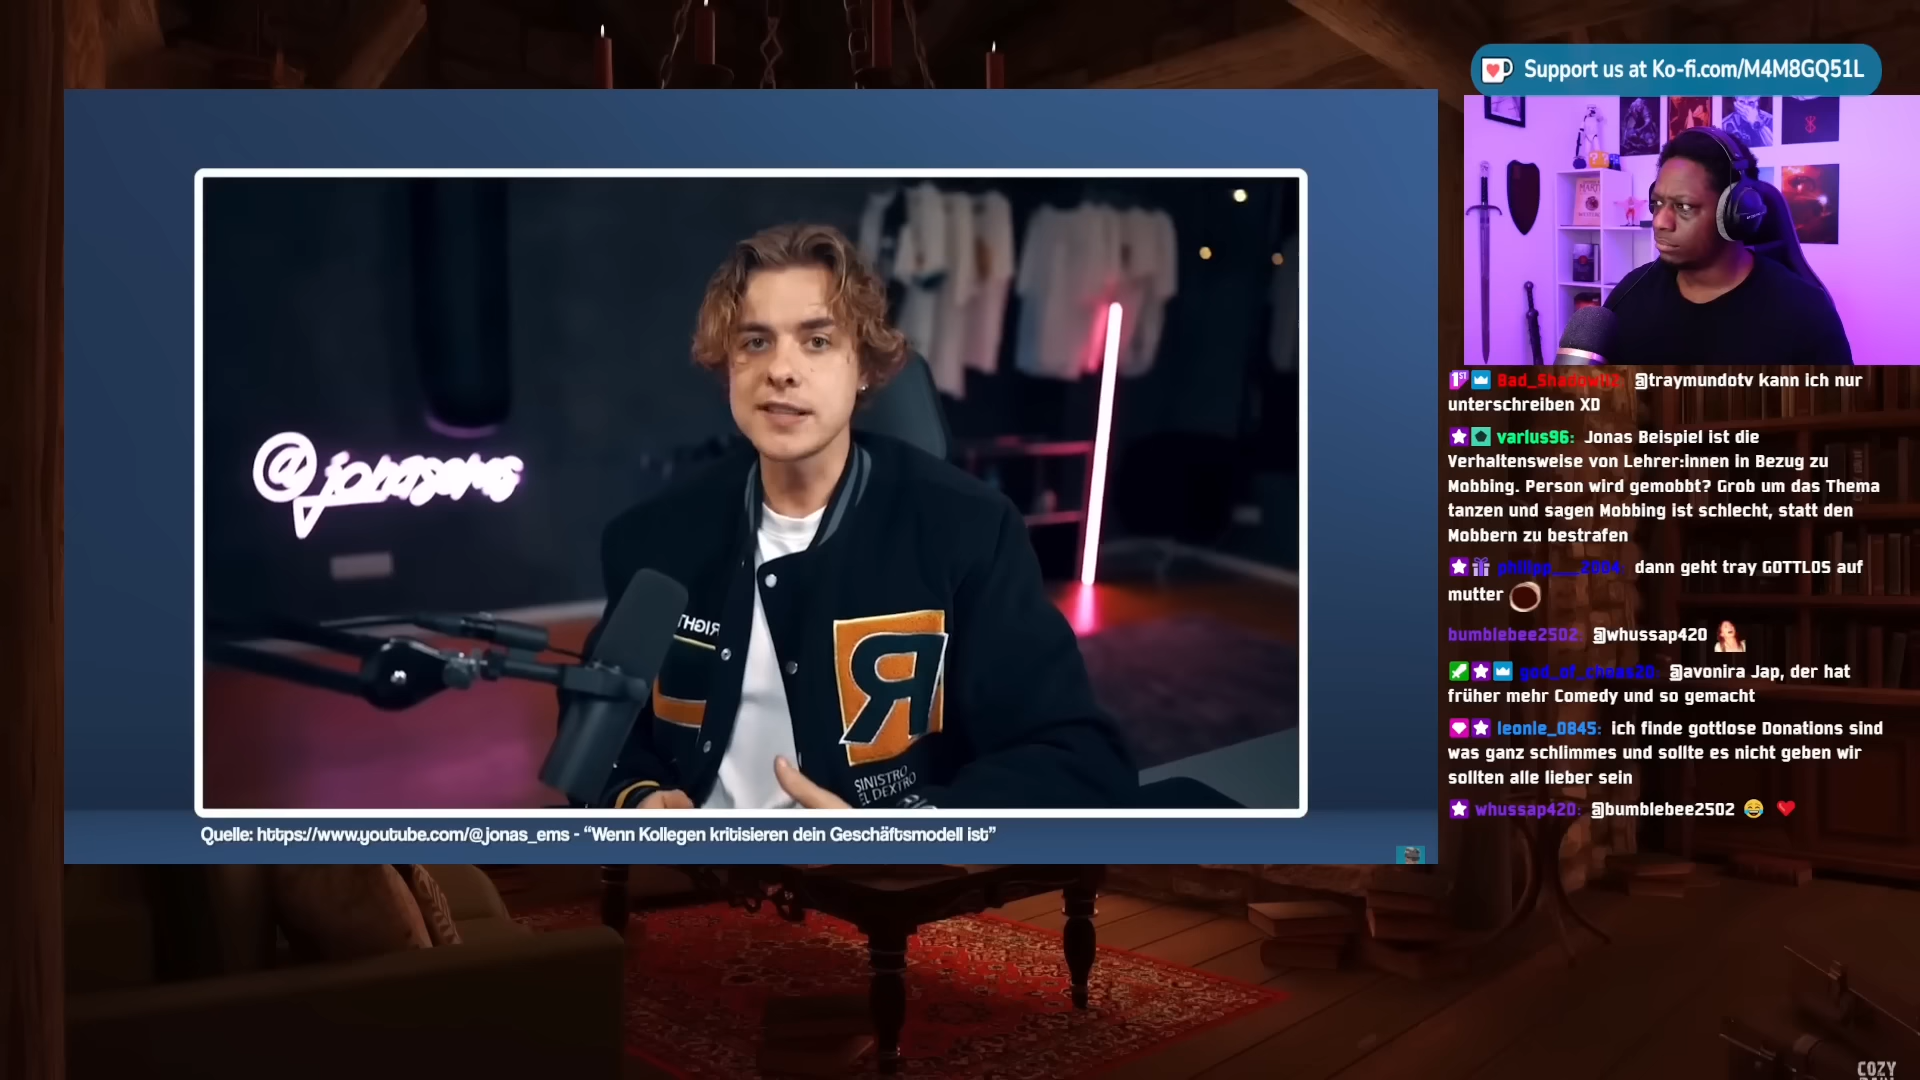 Support us at Ko-fi.com/M4M8GQ51L
@jonasems
RIGHT
R
SINISTRO
EL DEXTRO
Quelle: https://www.youtube.com/@jonas_ems - “Wenn Kollegen kritisieren dein Geschäftsmodell ist”
@traymundotv kann ich nur
unterschreiben XD
varius96: Jonas Beispiel ist die
Verhaltensweise von Lehrer:innen in Bezug zu
Mobbing. Person wird gemobbt? Grob um das Thema
tanzen und sagen Mobbing ist schlecht, statt den
Mobbern zu bestrafen
philipp___2004: dann geht tray GOTTLOS auf
mutter
bumblebee2502: @whussap420
god_of_choas20: @avonira Jap, der hat
früher mehr Comedy und so gemacht
leonie_0845: ich finde gottlose Donations sind
was ganz schlimmes und sollte es nicht geben wir
sollten alle lieber sein
whussap420: @bumblebee2502
COZY